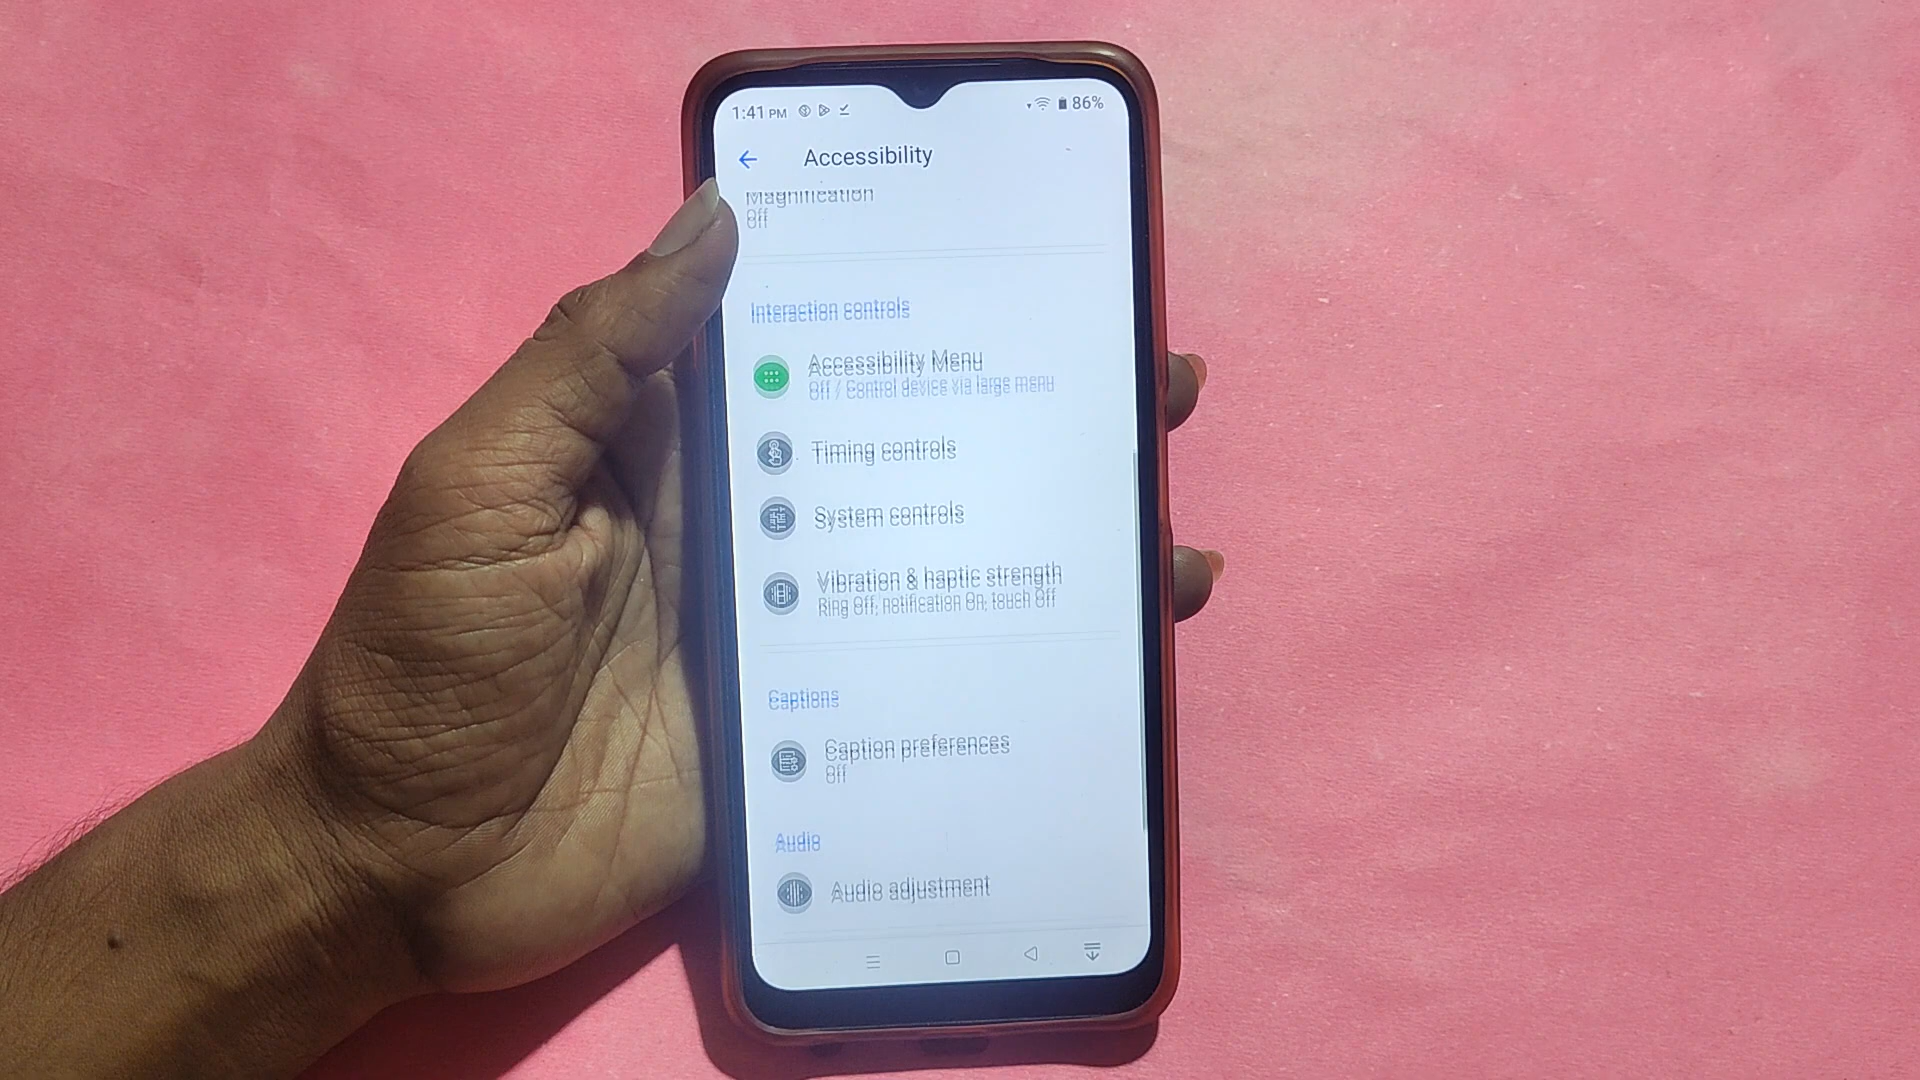 1:41 PM 86%
Accessibility
Magnification
Off
Interaction controls
Accessibility Menu
Off / Control device via large menu
Timing controls
System controls
Vibration & haptic strength
Ring Off, notification On, touch Off
Captions
Caption preferences
Off
Audio
Audio adjustment